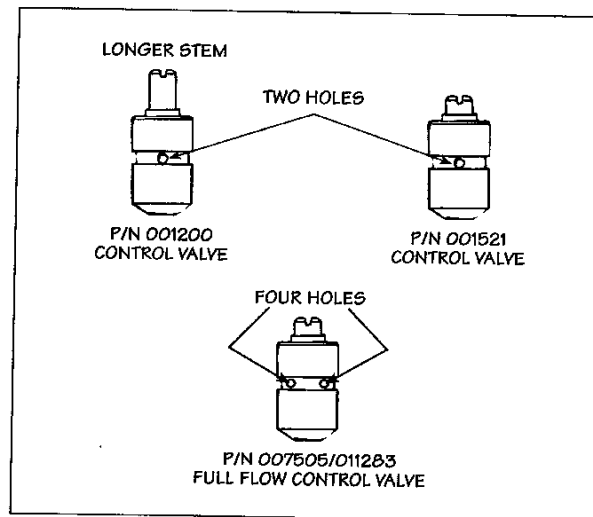 LONGER STEM
TWO HOLES
P/N 001200
CONTROL VALVE
P/N 001521
CONTROL VALVE
FOUR HOLES
P/N 007505/011283
FULL FLOW CONTROL VALVE